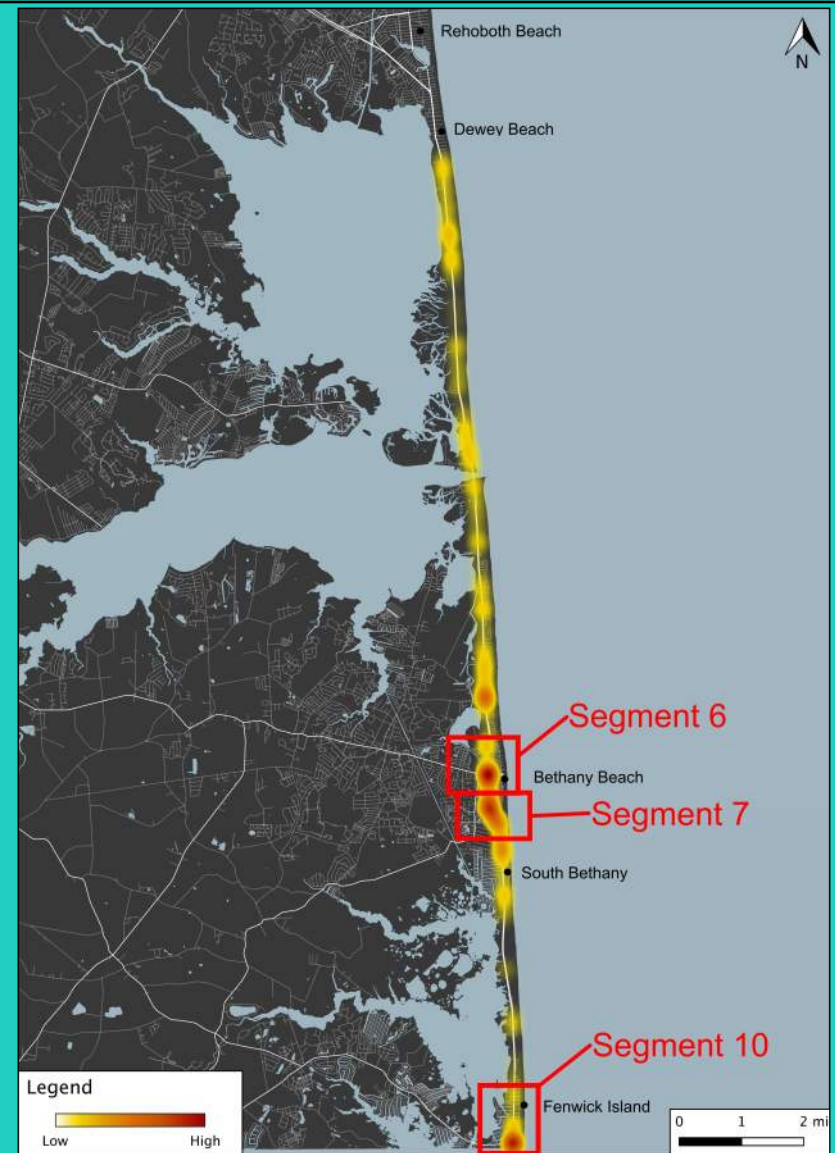 Rehoboth Beach
N
Dewey Beach
Segment 6
Bethany Beach
Segment 7
South Bethany
Segment 10
Fenwick Island
Legend
Low High
0 1 2 mi